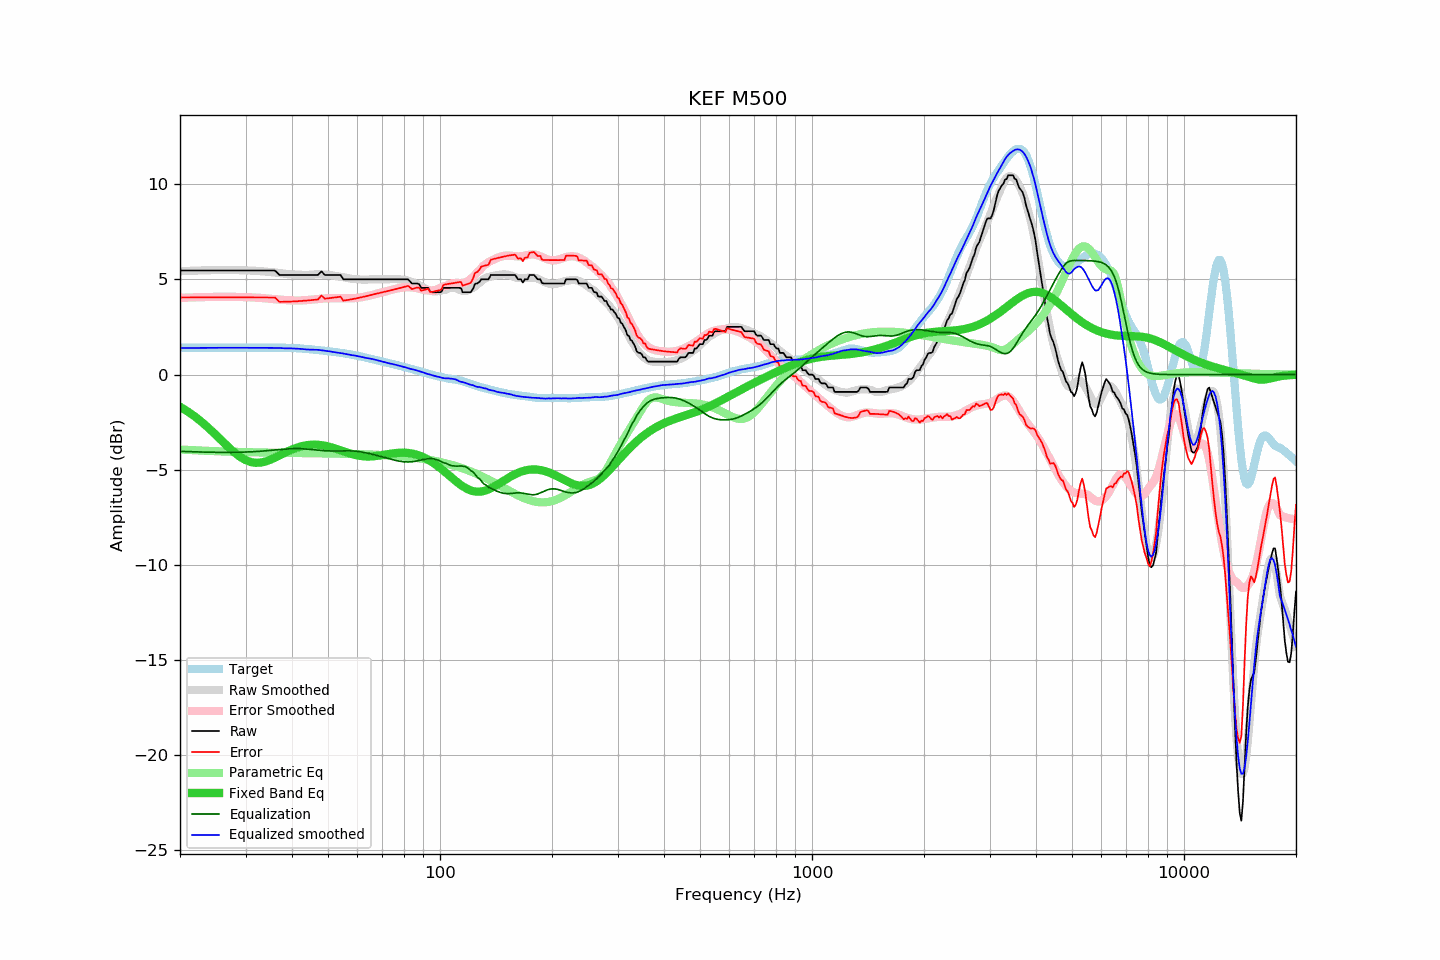 KEF M500
Amplitude (dBr)
10
5
0
−5
−10
−15
−20
−25
Target
Raw Smoothed
Error Smoothed
Raw
Error
Parametric Eq
Fixed Band Eq
Equalization
Equalized smoothed
100
1000
10000
Frequency (Hz)